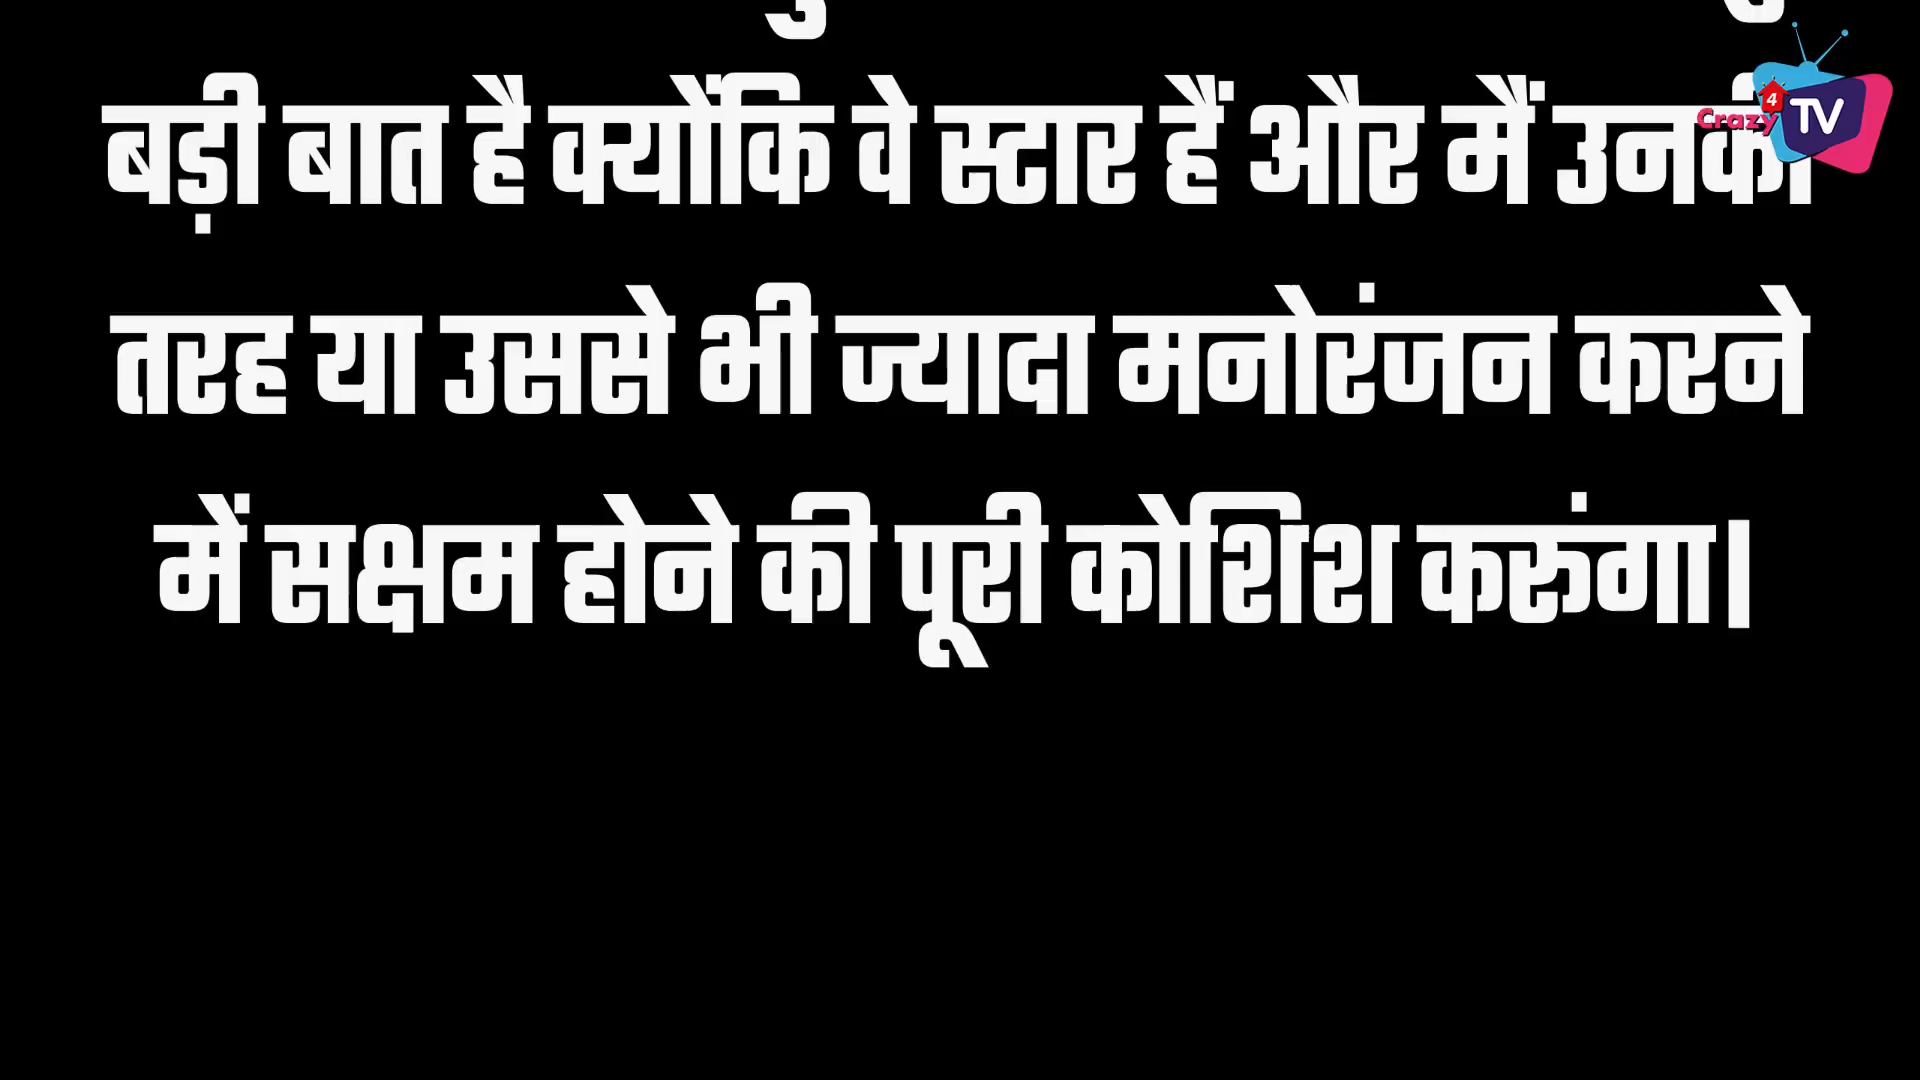 बड़ी बात है क्योंकि वे स्टार हैं और मैं उनकी
तरह या उससे भी ज्यादा मनोरंजन करने
में सक्षम होने की पूरी कोशिश करुंगा।
Crazy 4 TV